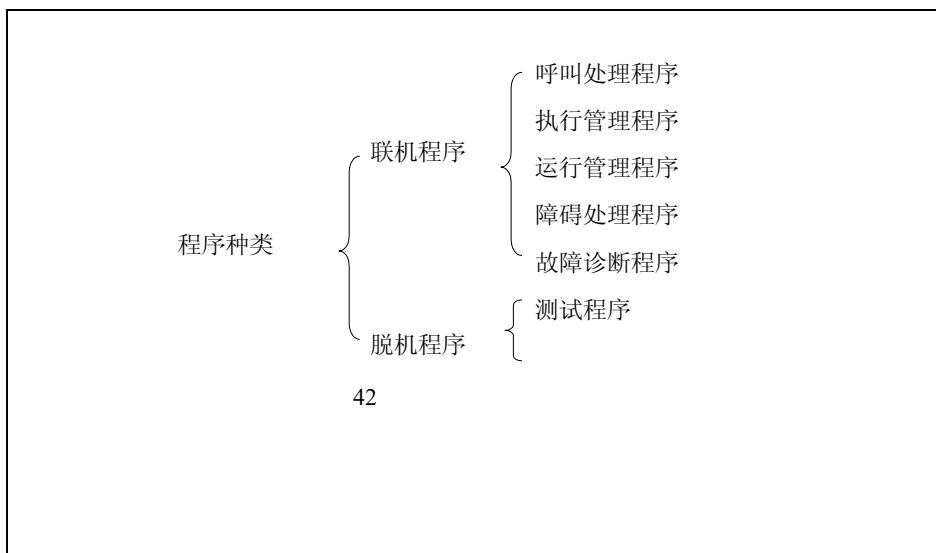 呼叫处理程序
执行管理程序
联机程序
运行管理程序
障碍处理程序
程序种类
故障诊断程序
测试程序
脱机程序
42